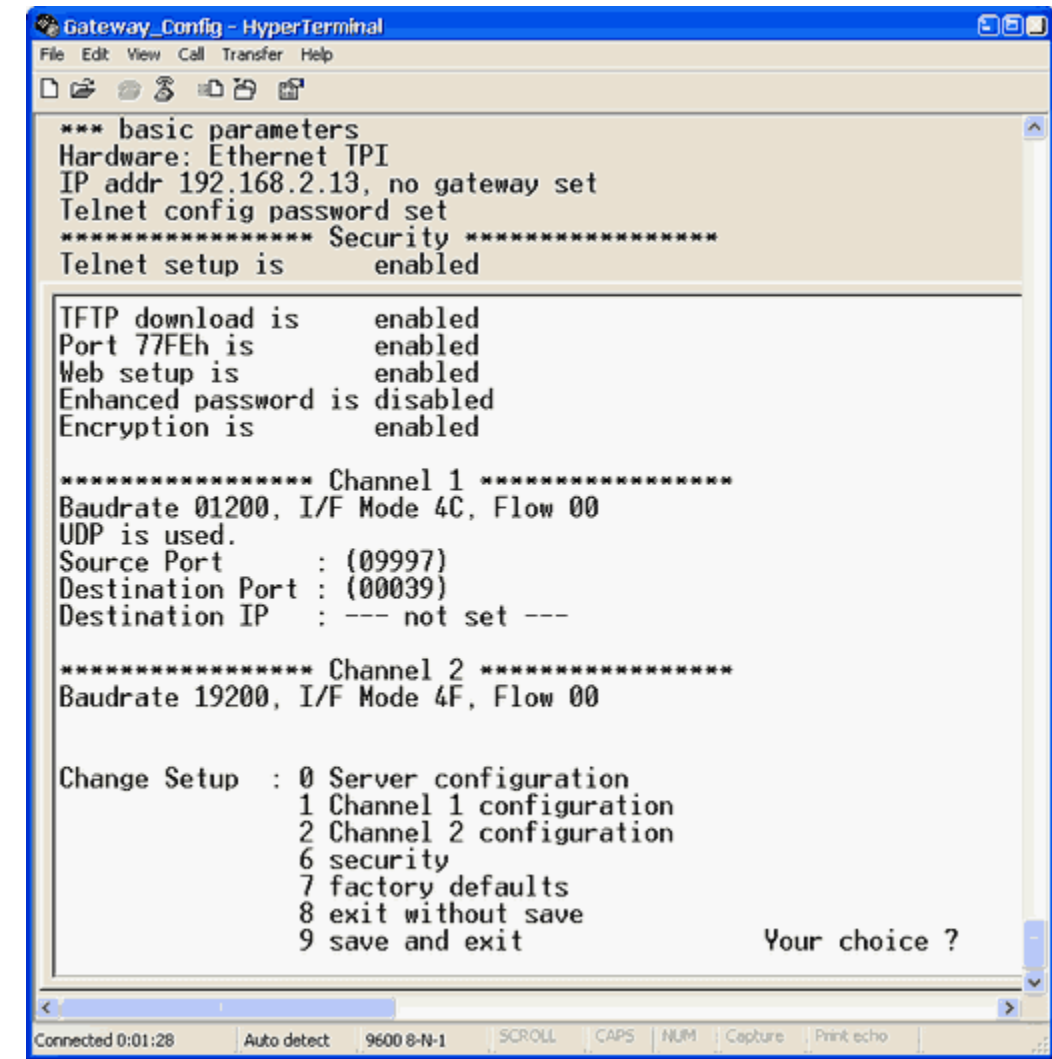 Gateway_Config - HyperTerminal
File Edit View Call Transfer Help
*** basic parameters
Hardware: Ethernet TPI
IP addr 192.168.2.13, no gateway set
Telnet config password set
***************** Security *****************
Telnet setup is      enabled
TFTP download is     enabled
Port 77FEh is        enabled
Web setup is         enabled
Enhanced password is disabled
Encryption is        enabled
***************** Channel 1 *****************
Baudrate 01200, I/F Mode 4C, Flow 00
UDP is used.
Source Port      : (09997)
Destination Port : (00039)
Destination IP   : --- not set ---
***************** Channel 2 *****************
Baudrate 19200, I/F Mode 4F, Flow 00
Change Setup  : 0 Server configuration
1 Channel 1 configuration
2 Channel 2 configuration
6 security
7 factory defaults
8 exit without save
9 save and exit                Your choice ?
Connected 0:01:28 Auto detect 9600 8-N-1 SCROLL CAPS NUM Capture Print echo